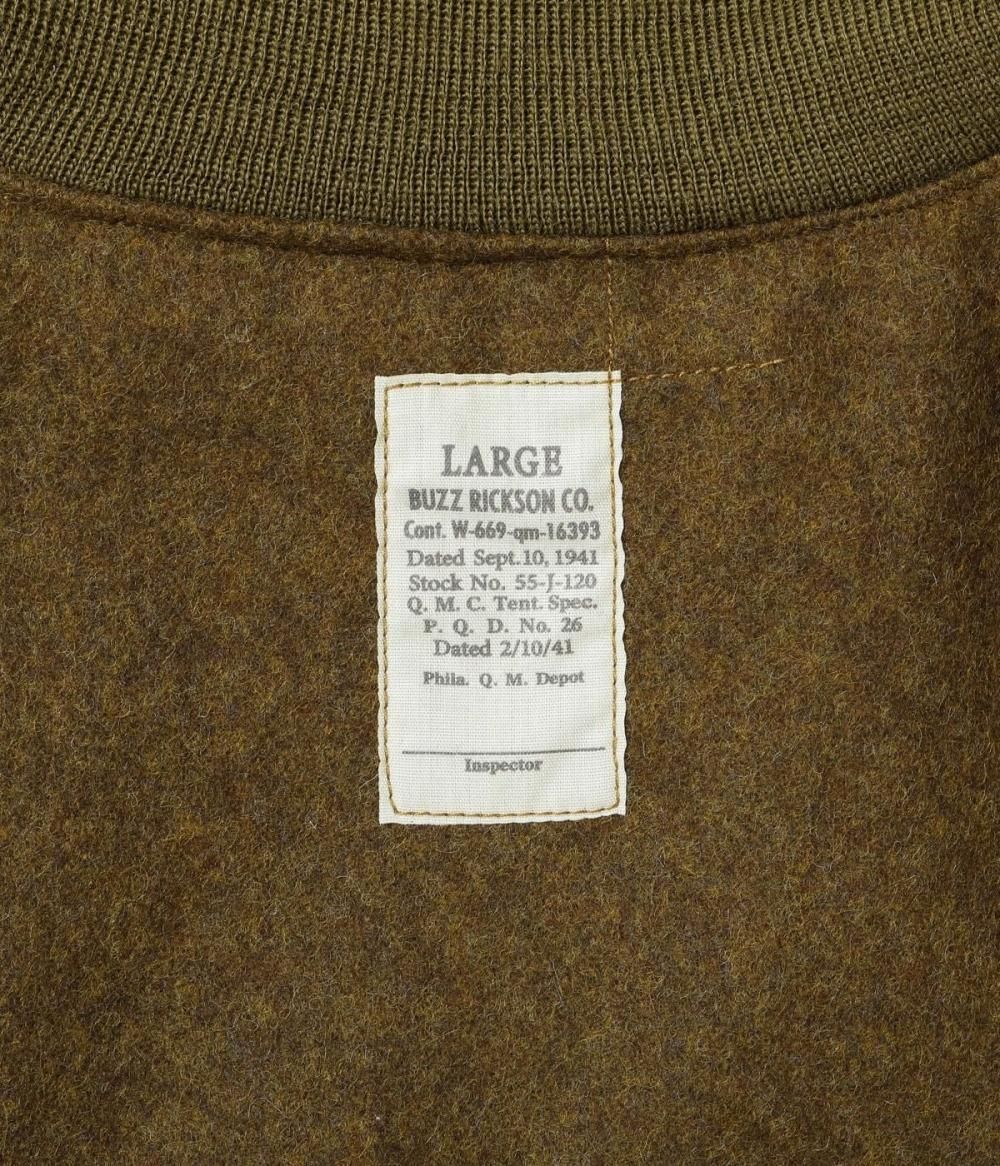 LARGE
BUZZ RICKSON CO.
Cont. W-669-qm-16393
Dated Sept. 10, 1941
Stock No. 55-J-120
Q. M. C. Tent. Spec.
P. Q. D. No. 26
Dated 2/10/41
Phila. Q. M. Depot
Inspector